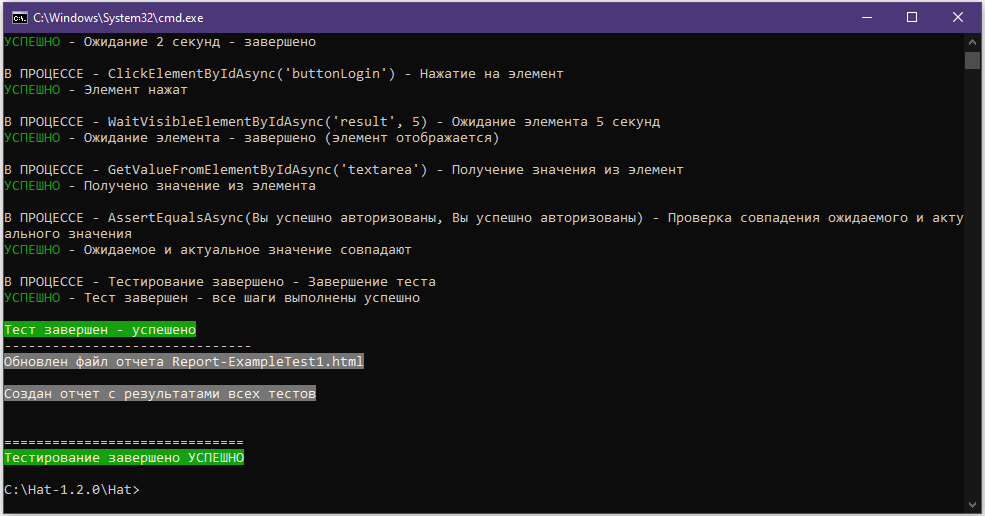 C:\Windows\System32\cmd.exe
УСПЕШНО - Ожидание 2 секунд - завершено
В ПРОЦЕССЕ - ClickElementByIdAsync('buttonLogin') - Нажатие на элемент
УСПЕШНО - Элемент нажат
В ПРОЦЕССЕ - WaitVisibleElementByIdAsync('result', 5) - Ожидание элемента 5 секунд
УСПЕШНО - Ожидание элемента - завершено (элемент отображается)
В ПРОЦЕССЕ - GetValueFromElementByIdAsync('textarea') - Получение значения из элемент
УСПЕШНО - Получено значение из элемента
В ПРОЦЕССЕ - AssertEqualsAsync(Вы успешно авторизованы, Вы успешно авторизованы) - Проверка совпадения ожидаемого и акту
ального значения
УСПЕШНО - Ожидаемое и актуальное значение совпадают
В ПРОЦЕССЕ - Тестирование завершено - Завершение теста
УСПЕШНО - Тест завершен - все шаги выполнены успешно
Тест завершен - успешено
-------------------------------
Обновлен файл отчета Report-ExampleTest1.html
Создан отчет с результатами всех тестов
==============================
Тестирование завершено УСПЕШНО
C:\Hat-1.2.0\Hat>